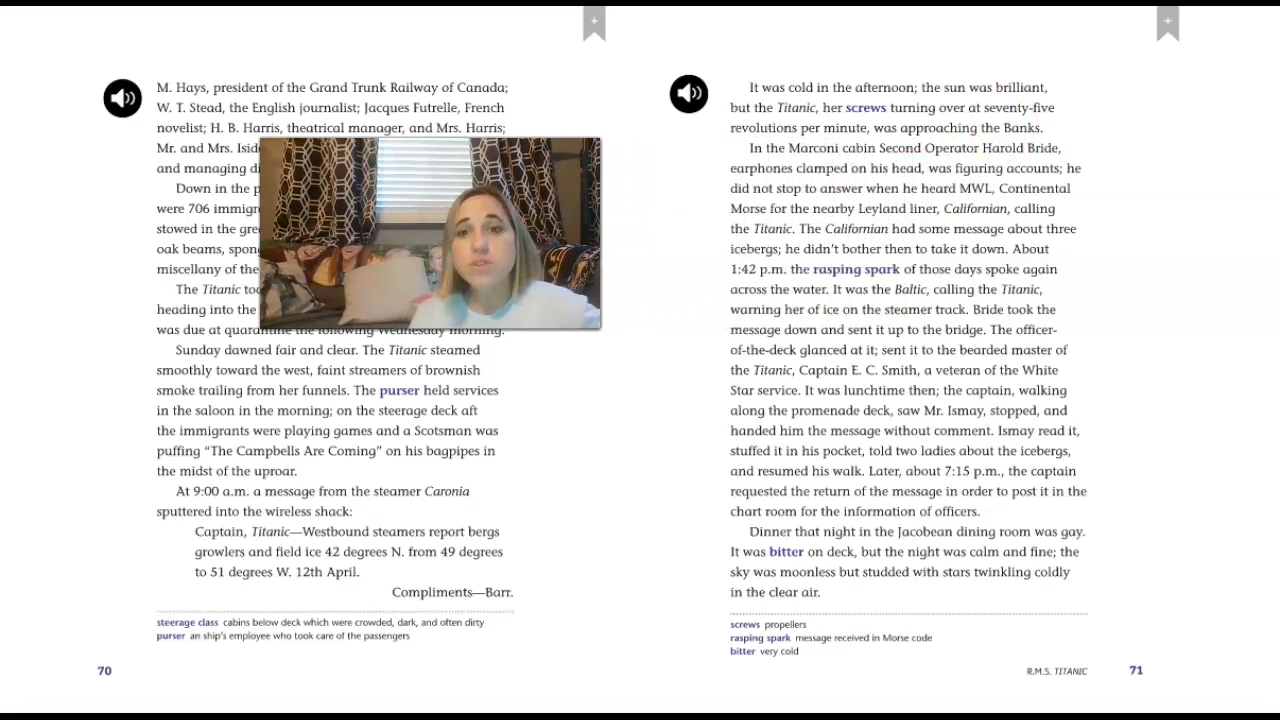 M. Hays, president of the Grand Trunk Railway of Canada;
W. T. Stead, the English journalist; Jacques Futrelle, French
novelist; H. B. Harris, theatrical manager, and Mrs. Harris;
Mr. and Mrs.
and managing
Down in the
were 706
stowed in the
oak beams,
miscellany of the
The Titanic
heading into the
was due at quarantine the following Wednesday morning.
Sunday dawned fair and clear. The Titanic steamed
smoothly toward the west, faint streamers of brownish
smoke trailing from her funnels. The purser held services
in the saloon in the morning; on the steerage deck aft
the immigrants were playing games and a Scotsman was
puffing “The Campbells Are Coming” on his bagpipes in
the midst of the uproar.
At 9:00 a.m. a message from the steamer Caronia
sputtered into the wireless shack:
Captain, Titanic—Westbound steamers report bergs
growlers and field ice 42 degrees N. from 49 degrees
to 51 degrees W. 12th April.
Compliments—Barr.
steerage class cabins below deck which were crowded, dark, and often dirty
purser an ship's employee who took care of the passengers
70
It was cold in the afternoon; the sun was brilliant,
but the Titanic, her screws turning over at seventy-five
revolutions per minute, was approaching the Banks.
In the Marconi cabin Second Operator Harold Bride,
earphones clamped on his head, was figuring accounts; he
did not stop to answer when he heard MWL, Continental
Morse for the nearby Leyland liner, Californian, calling
the Titanic. The Californian had some message about three
icebergs; he didn't bother then to take it down. About
1:42 p.m. the rasping spark of those days spoke again
across the water. It was the Baltic, calling the Titanic,
warning her of ice on the steamer track. Bride took the
message down and sent it up to the bridge. The officer-
of-the-deck glanced at it; sent it to the bearded master of
the Titanic, Captain E. C. Smith, a veteran of the White
Star service. It was lunchtime then; the captain, walking
along the promenade deck, saw Mr. Ismay, stopped, and
handed him the message without comment. Ismay read it,
stuffed it in his pocket, told two ladies about the icebergs,
and resumed his walk. Later, about 7:15 p.m., the captain
requested the return of the message in order to post it in the
chart room for the information of officers.
Dinner that night in the Jacobean dining room was gay.
It was bitter on deck, but the night was calm and fine; the
sky was moonless but studded with stars twinkling coldly
in the clear air.
screws propellers
rasping spark message received in Morse code
bitter very cold
R.M.S. TITANIC 71